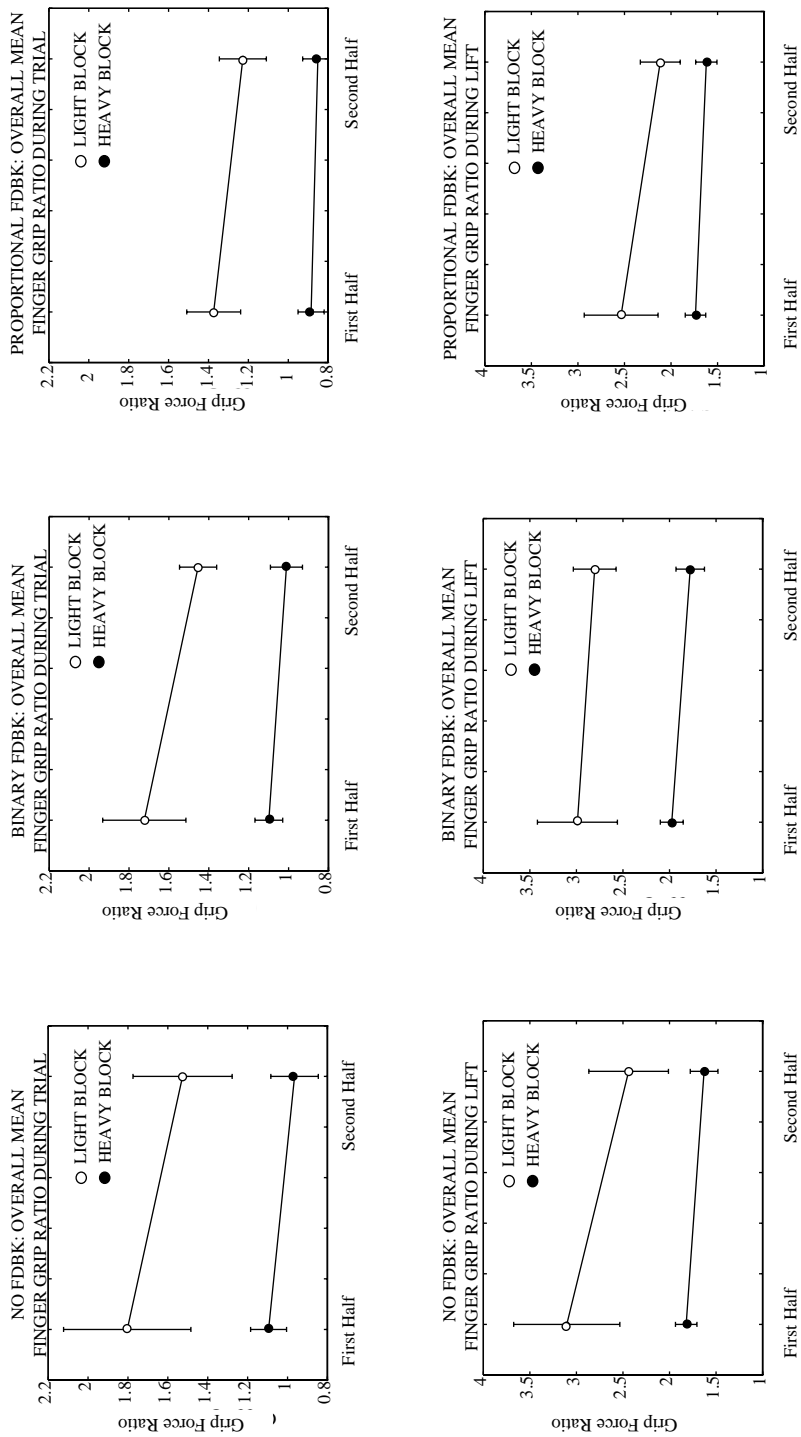 NO FDBK: OVERALL MEAN
FINGER GRIP RATIO DURING TRIAL
2.2
2
1.8
1.6
1.4
1.2
1
0.8
Grip Force Ratio
LIGHT BLOCK
HEAVY BLOCK
First Half
Second Half
BINARY FDBK: OVERALL MEAN
FINGER GRIP RATIO DURING TRIAL
2.2
2
1.8
1.6
1.4
1.2
1
0.8
Grip Force Ratio
LIGHT BLOCK
HEAVY BLOCK
First Half
Second Half
PROPORTIONAL FDBK: OVERALL MEAN
FINGER GRIP RATIO DURING TRIAL
2.2
2
1.8
1.6
1.4
1.2
1
0.8
Grip Force Ratio
LIGHT BLOCK
HEAVY BLOCK
First Half
Second Half
NO FDBK: OVERALL MEAN
FINGER GRIP RATIO DURING LIFT
4
3.5
3
2.5
2
1.5
1
Grip Force Ratio
LIGHT BLOCK
HEAVY BLOCK
First Half
Second Half
BINARY FDBK: OVERALL MEAN
FINGER GRIP RATIO DURING LIFT
4
3.5
3
2.5
2
1.5
1
Grip Force Ratio
LIGHT BLOCK
HEAVY BLOCK
First Half
Second Half
PROPORTIONAL FDBK: OVERALL MEAN
FINGER GRIP RATIO DURING LIFT
4
3.5
3
2.5
2
1.5
1
Grip Force Ratio
LIGHT BLOCK
HEAVY BLOCK
First Half
Second Half